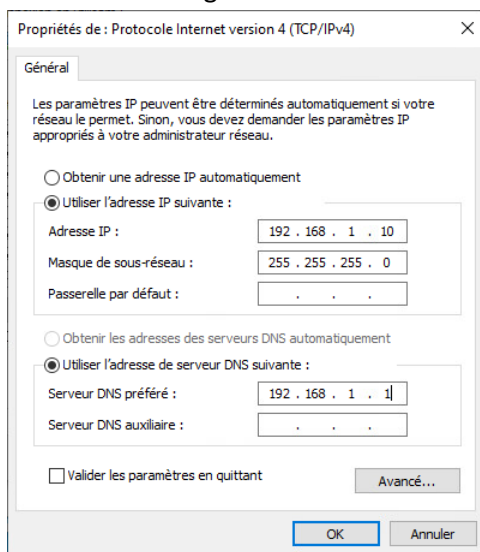 Propriétés de : Protocole Internet version 4 (TCP/IPv4)
Général
Les paramètres IP peuvent être déterminés automatiquement si votre
réseau le permet. Sinon, vous devez demander les paramètres IP
appropriés à votre administrateur réseau.
Obtenir une adresse IP automatiquement
Utiliser l'adresse IP suivante :
Adresse IP : 192 . 168 . 1 . 10
Masque de sous-réseau : 255 . 255 . 255 . 0
Passerelle par défaut : . . .
Obtenir les adresses des serveurs DNS automatiquement
Utiliser l'adresse de serveur DNS suivante :
Serveur DNS préféré : 192 . 168 . 1 . 1
Serveur DNS auxiliaire : . . .
Valider les paramètres en quittant
Avancé...
OK Annuler